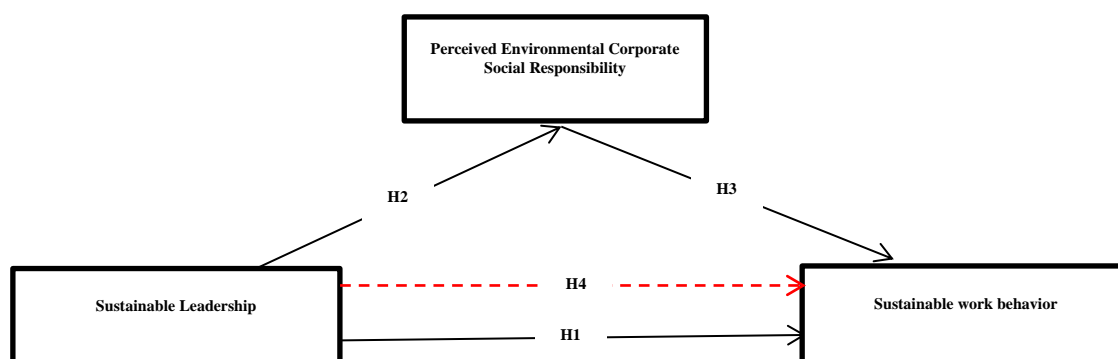 Perceived Environmental Corporate
Social Responsibility
H2
H3
Sustainable Leadership
H4
Sustainable work behavior
H1